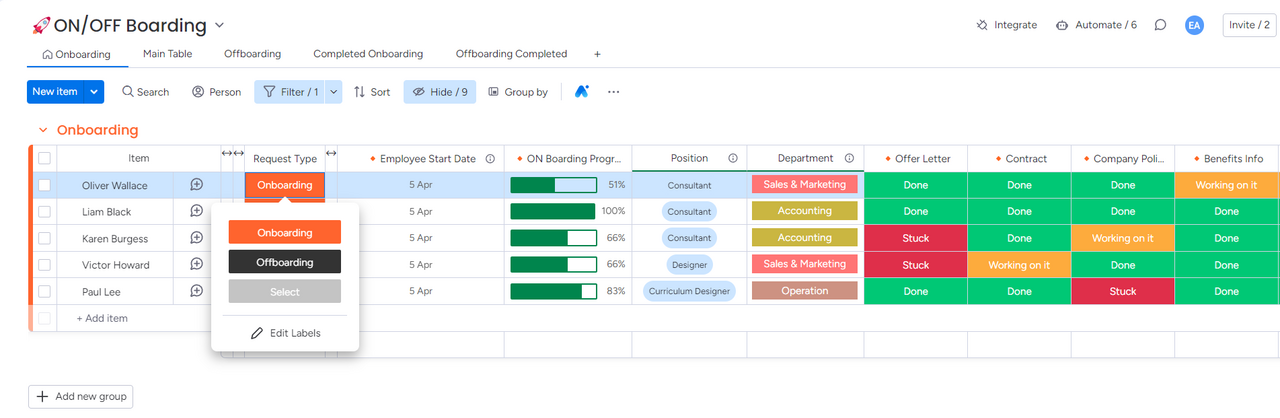 🚀 ON/OFF Boarding
Integrate
Automate / 6
EA
Invite / 2
Onboarding
Main Table
Offboarding
Completed Onboarding
Offboarding Completed
+
New item
Search
Person
Filter / 1
Sort
Hide / 9
Group by
Onboarding
Item Request Type Employee Start Date ON Boarding Progr... Position Department Offer Letter Contract Company Poli... Benefits Info
Oliver Wallace Onboarding 5 Apr 51% Consultant Sales & Marketing Done Done Done Working on it
Liam Black 5 Apr 100% Consultant Accounting Done Done Done Done
Karen Burgess 5 Apr 66% Consultant Accounting Stuck Done Working on it Done
Victor Howard 5 Apr 66% Designer Sales & Marketing Stuck Working on it Done Done
Paul Lee 5 Apr 83% Curriculum Designer Operation Done Done Stuck Done
+ Add item
Onboarding
Offboarding
Select
Edit Labels
+ Add new group